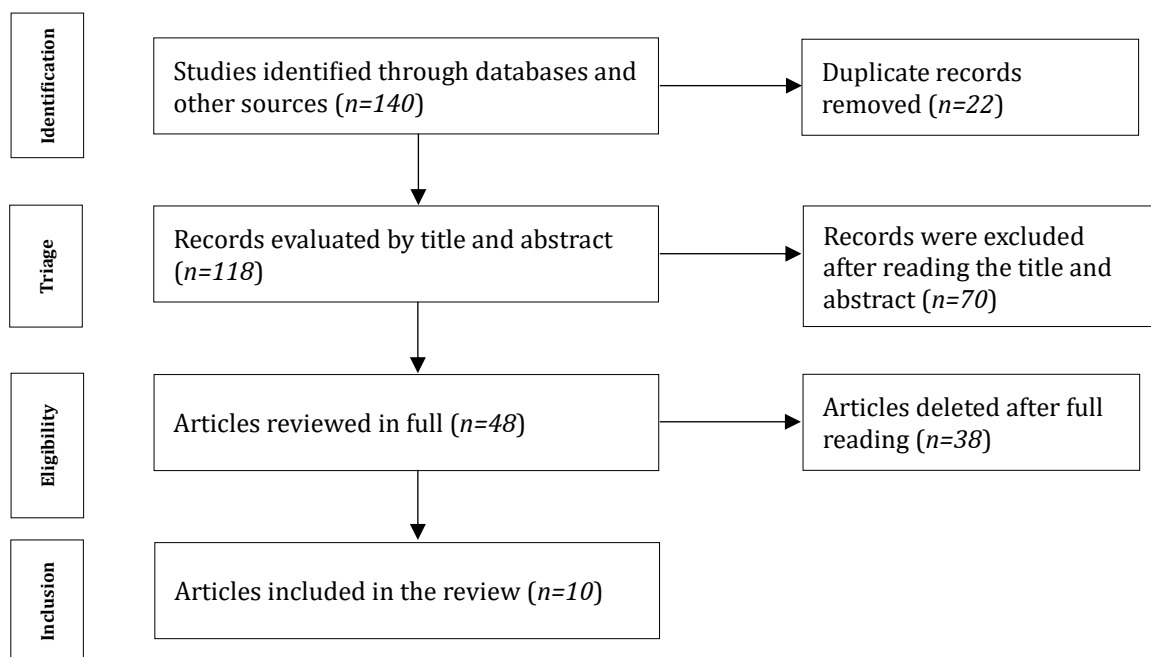 Identification
Studies identified through databases and
other sources (n=140)
Duplicate records
removed (n=22)
Triage
Records evaluated by title and abstract
(n=118)
Records were excluded
after reading the title and
abstract (n=70)
Eligibility
Articles reviewed in full (n=48)
Articles deleted after full
reading (n=38)
Inclusion
Articles included in the review (n=10)